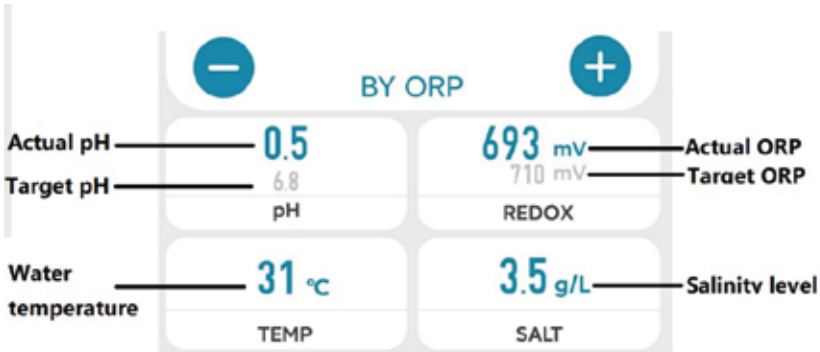 − BY ORP +
Actual pH 0.5 693 mV Actual ORP
Target pH 6.8 710 mV Target ORP
pH REDOX
Water temperature 31 °C 3.5 g/L Salinity level
TEMP SALT